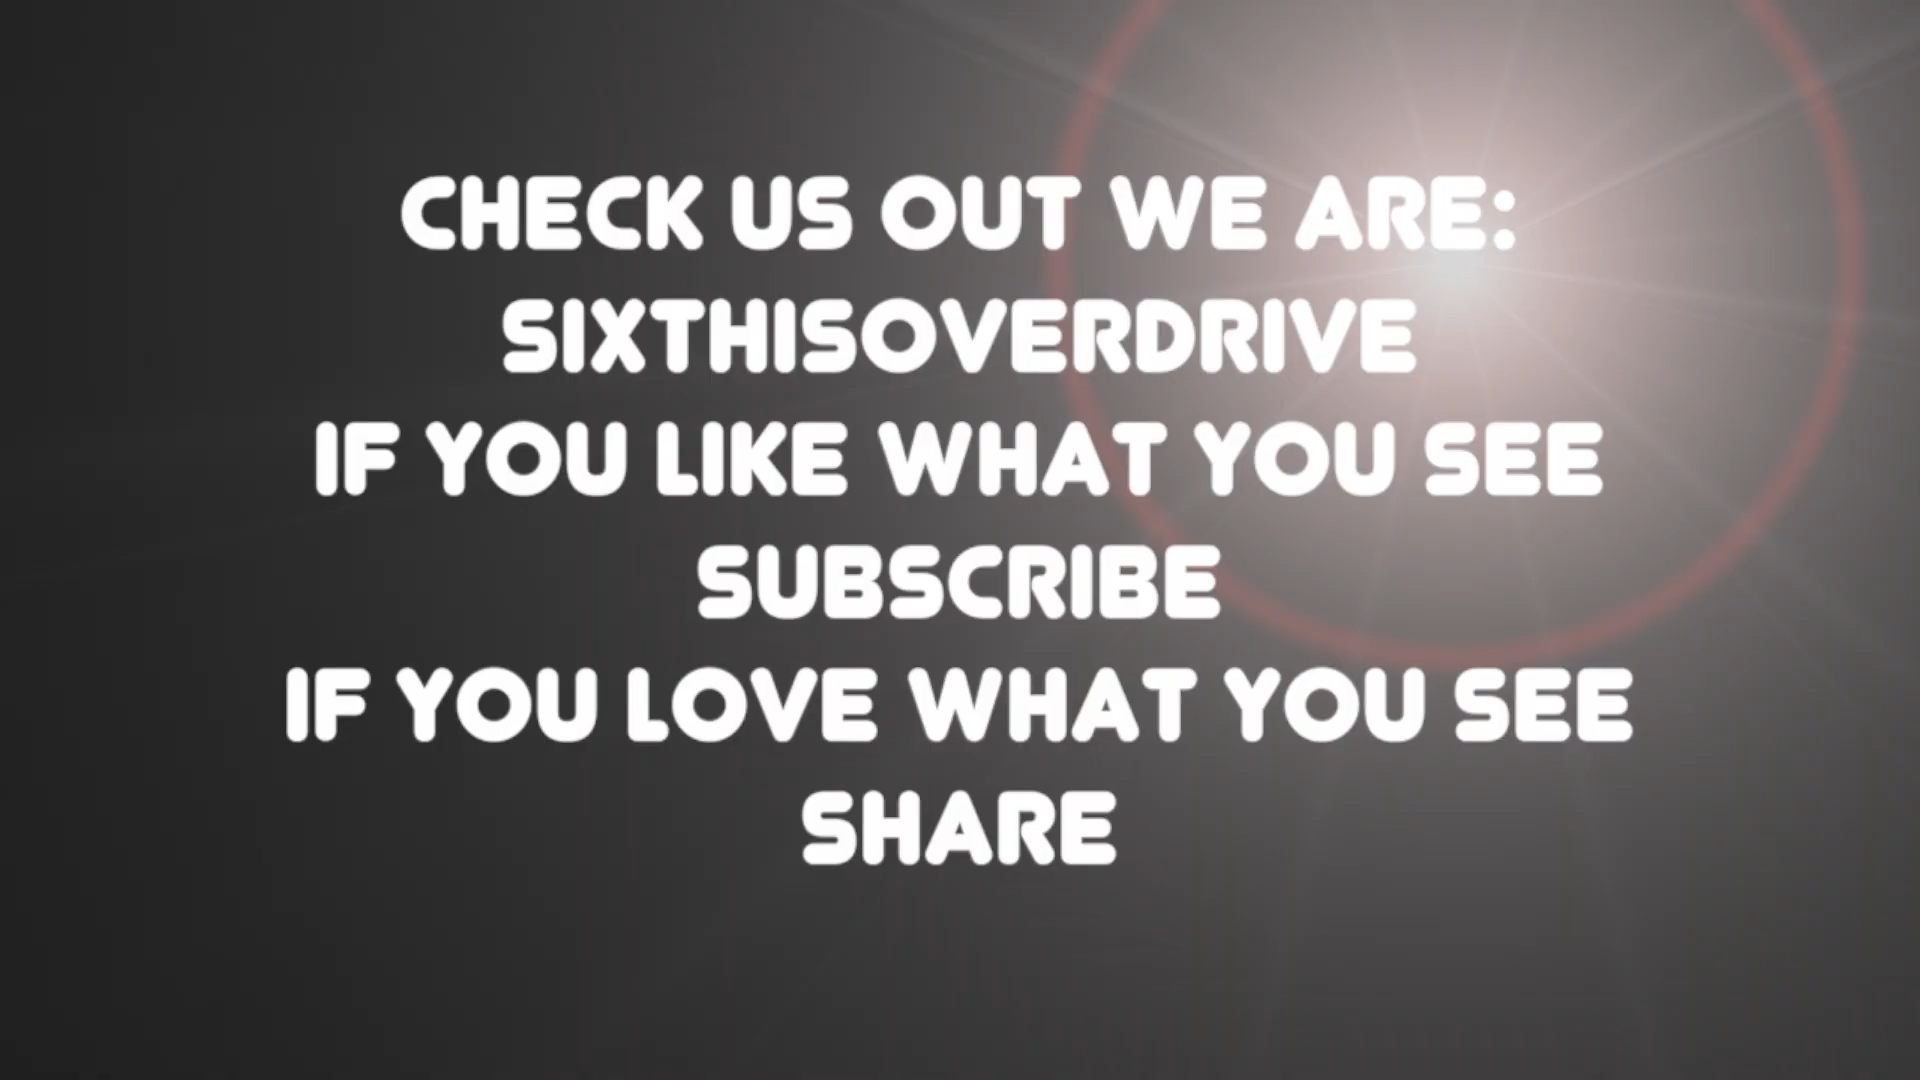 CHECK US OUT WE ARE:
SIXTHISOVERDRIVE
IF YOU LIKE WHAT YOU SEE
SUBSCRIBE
IF YOU LOVE WHAT YOU SEE
SHARE